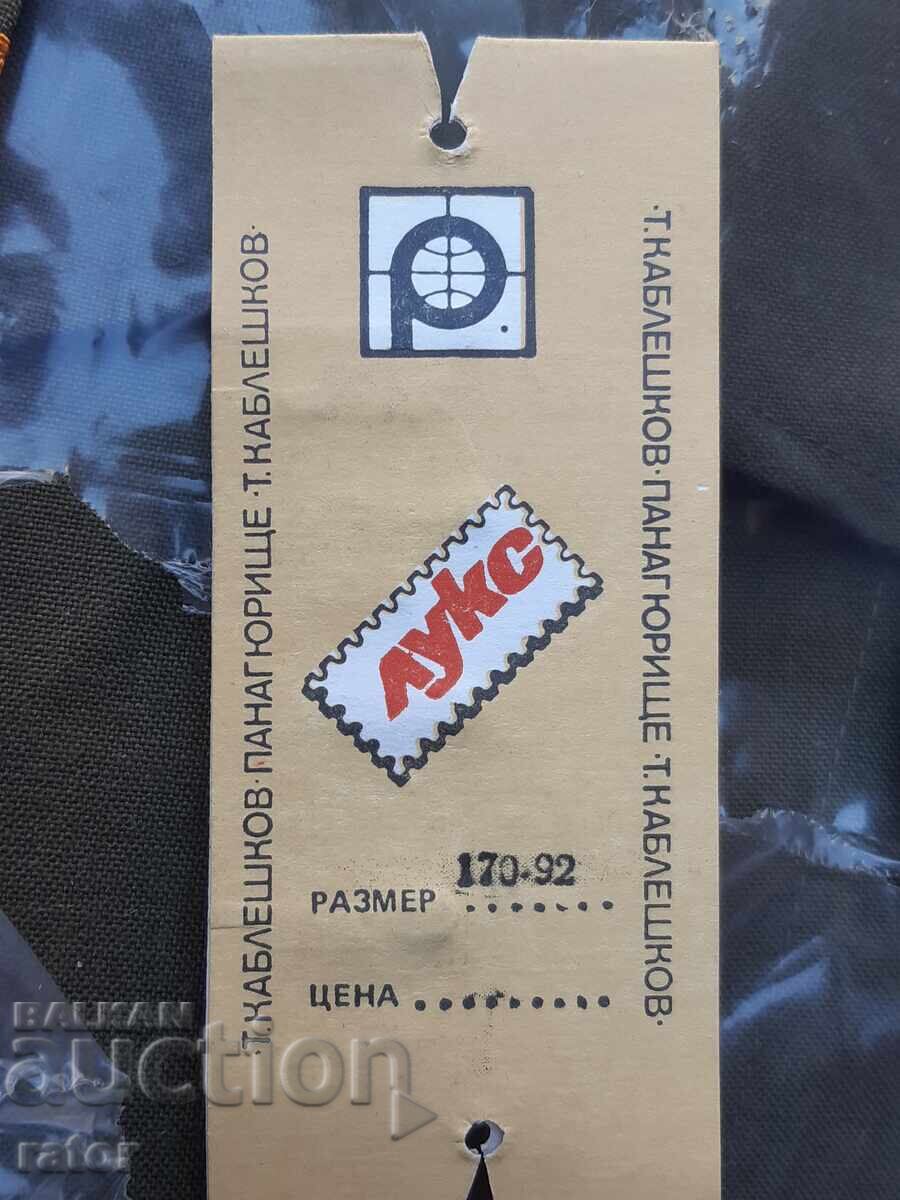 ·Т.КАБЛЕШКОВ·ПАНАГЮРИЩЕ·Т.КАБЛЕШКОВ·
·Т.КАБЛЕШКОВ·ПАНАГЮРИЩЕ·Т.КАБЛЕШКОВ·
P
Лукс
170-92
РАЗМЕР .......
ЦЕНА .........
BALKAN
auction
rator